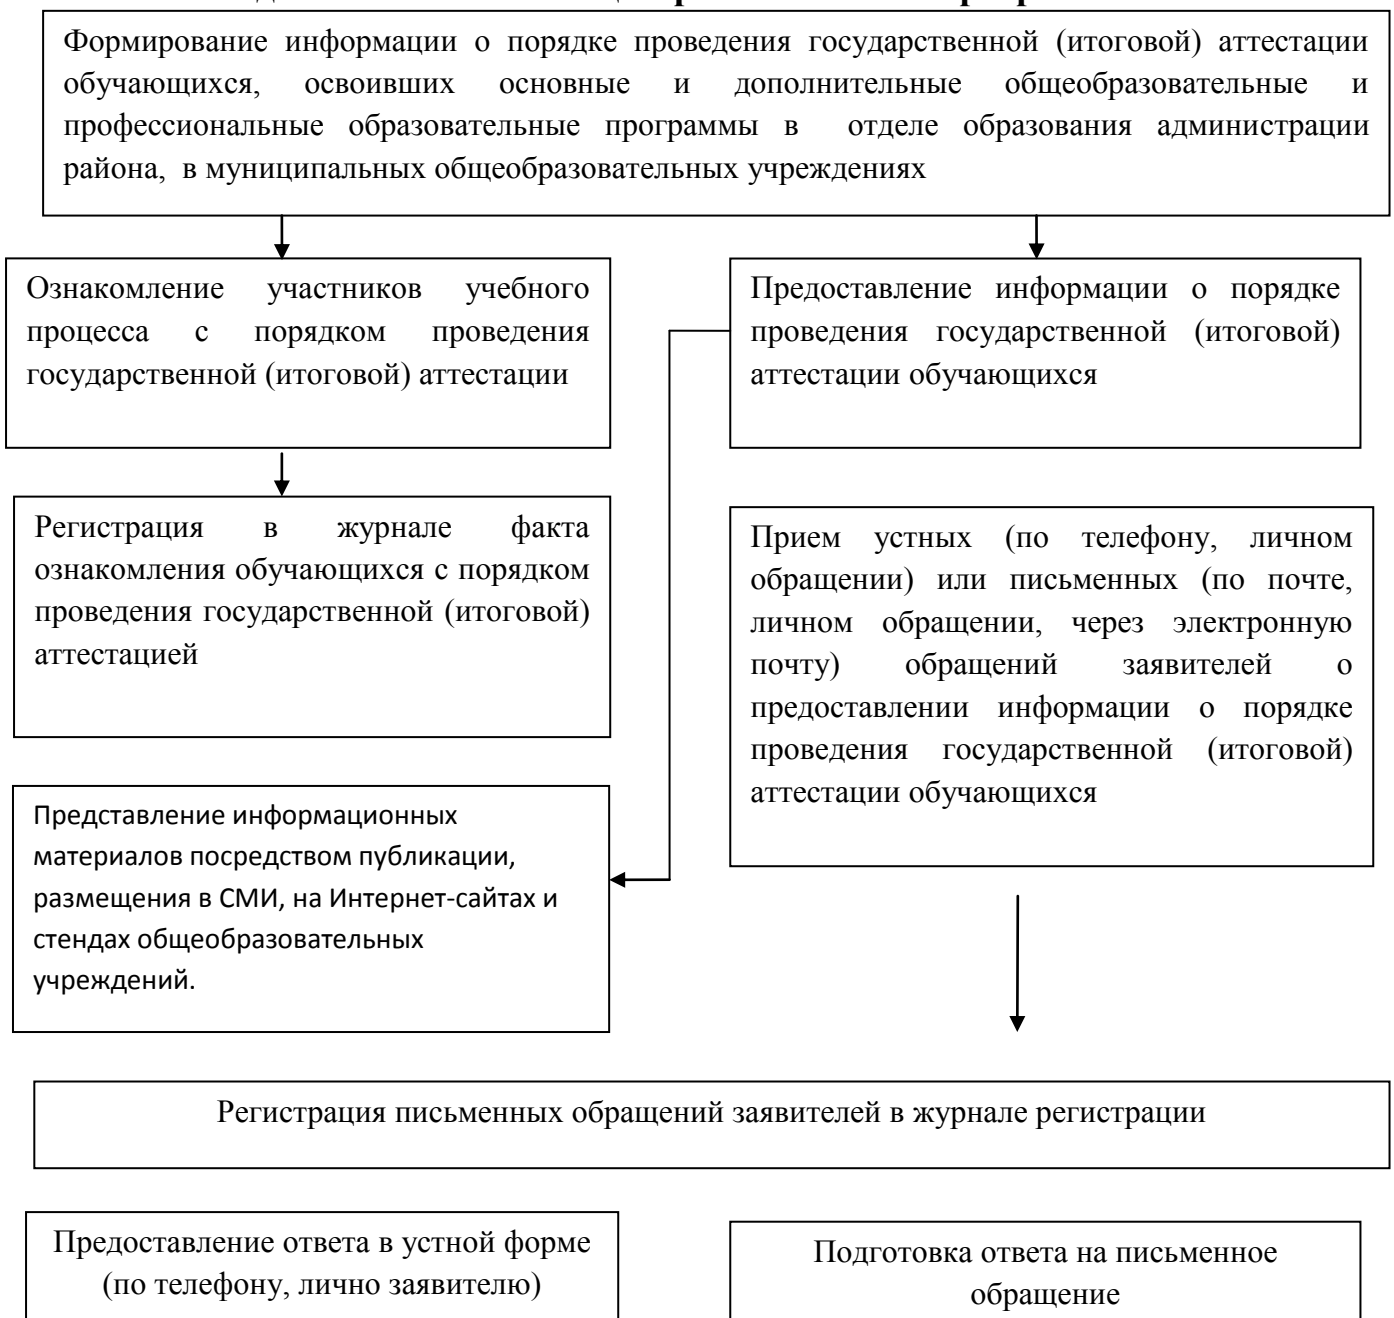 Формирование информации о порядке проведения государственной (итоговой) аттестации
обучающихся, освоивших основные и дополнительные общеобразовательные и
профессиональные образовательные программы в отделе образования администрации
района, в муниципальных общеобразовательных учреждениях
Ознакомление участников учебного
процесса с порядком проведения
государственной (итоговой) аттестации
Предоставление информации о порядке
проведения государственной (итоговой)
аттестации обучающихся
Регистрация в журнале факта
ознакомления обучающихся с порядком
проведения государственной (итоговой)
аттестацией
Прием устных (по телефону, личном
обращении) или письменных (по почте,
личном обращении, через электронную
почту) обращений заявителей о
предоставлении информации о порядке
проведения государственной (итоговой)
аттестации обучающихся
Представление информационных
материалов посредством публикации,
размещения в СМИ, на Интернет-сайтах и
стендах общеобразовательных
учреждений.
Регистрация письменных обращений заявителей в журнале регистрации
Предоставление ответа в устной форме
(по телефону, лично заявителю)
Подготовка ответа на письменное
обращение